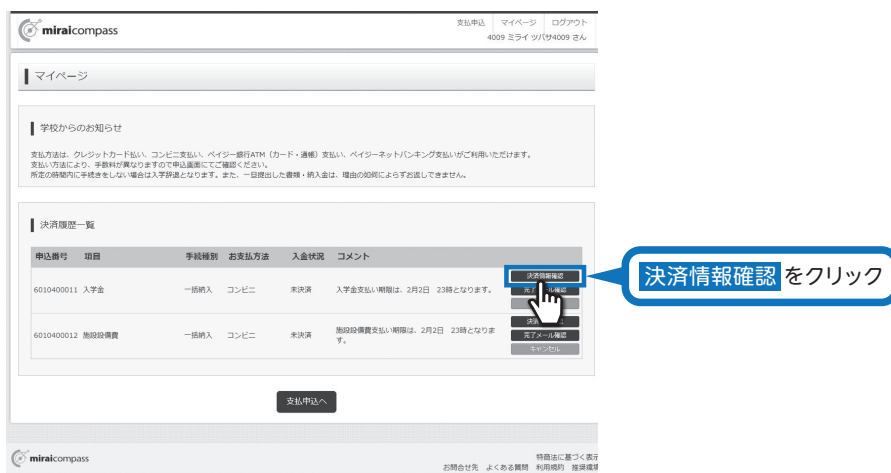 miraicompass
支払申込 マイページ ログアウト
4009 ミライ ツバサ4009 さん
マイページ
学校からのお知らせ
支払方法は、クレジットカード払い、コンビニ支払い、ペイジー銀行ATM（カード・通帳）支払い、ペイジーネットバンキング支払いがご利用いただけます。
支払い方法により、手数料が異なりますので申込画面にてご確認ください。
所定の時間内に手続きをしない場合は入学辞退となります。また、一旦提出した書類・納入金は、理由の如何によらずお返しできません。
決済履歴一覧
申込番号 項目 手続種別 お支払方法 入金状況 コメント
6010400011 入学金 一括納入 コンビニ 未決済 入学金支払い期限は、2月2日 23時となります。
決済情報確認
完了メール確認
決済情報確認 をクリック
6010400012 施設設備費 一括納入 コンビニ 未決済 施設設備費支払い期限は、2月2日 23時となりま
す。
完了メール確認
キャンセル
支払申込へ
miraicompass
特商法に基づく表示
お問合せ先 よくある質問 利用規約 推奨環境